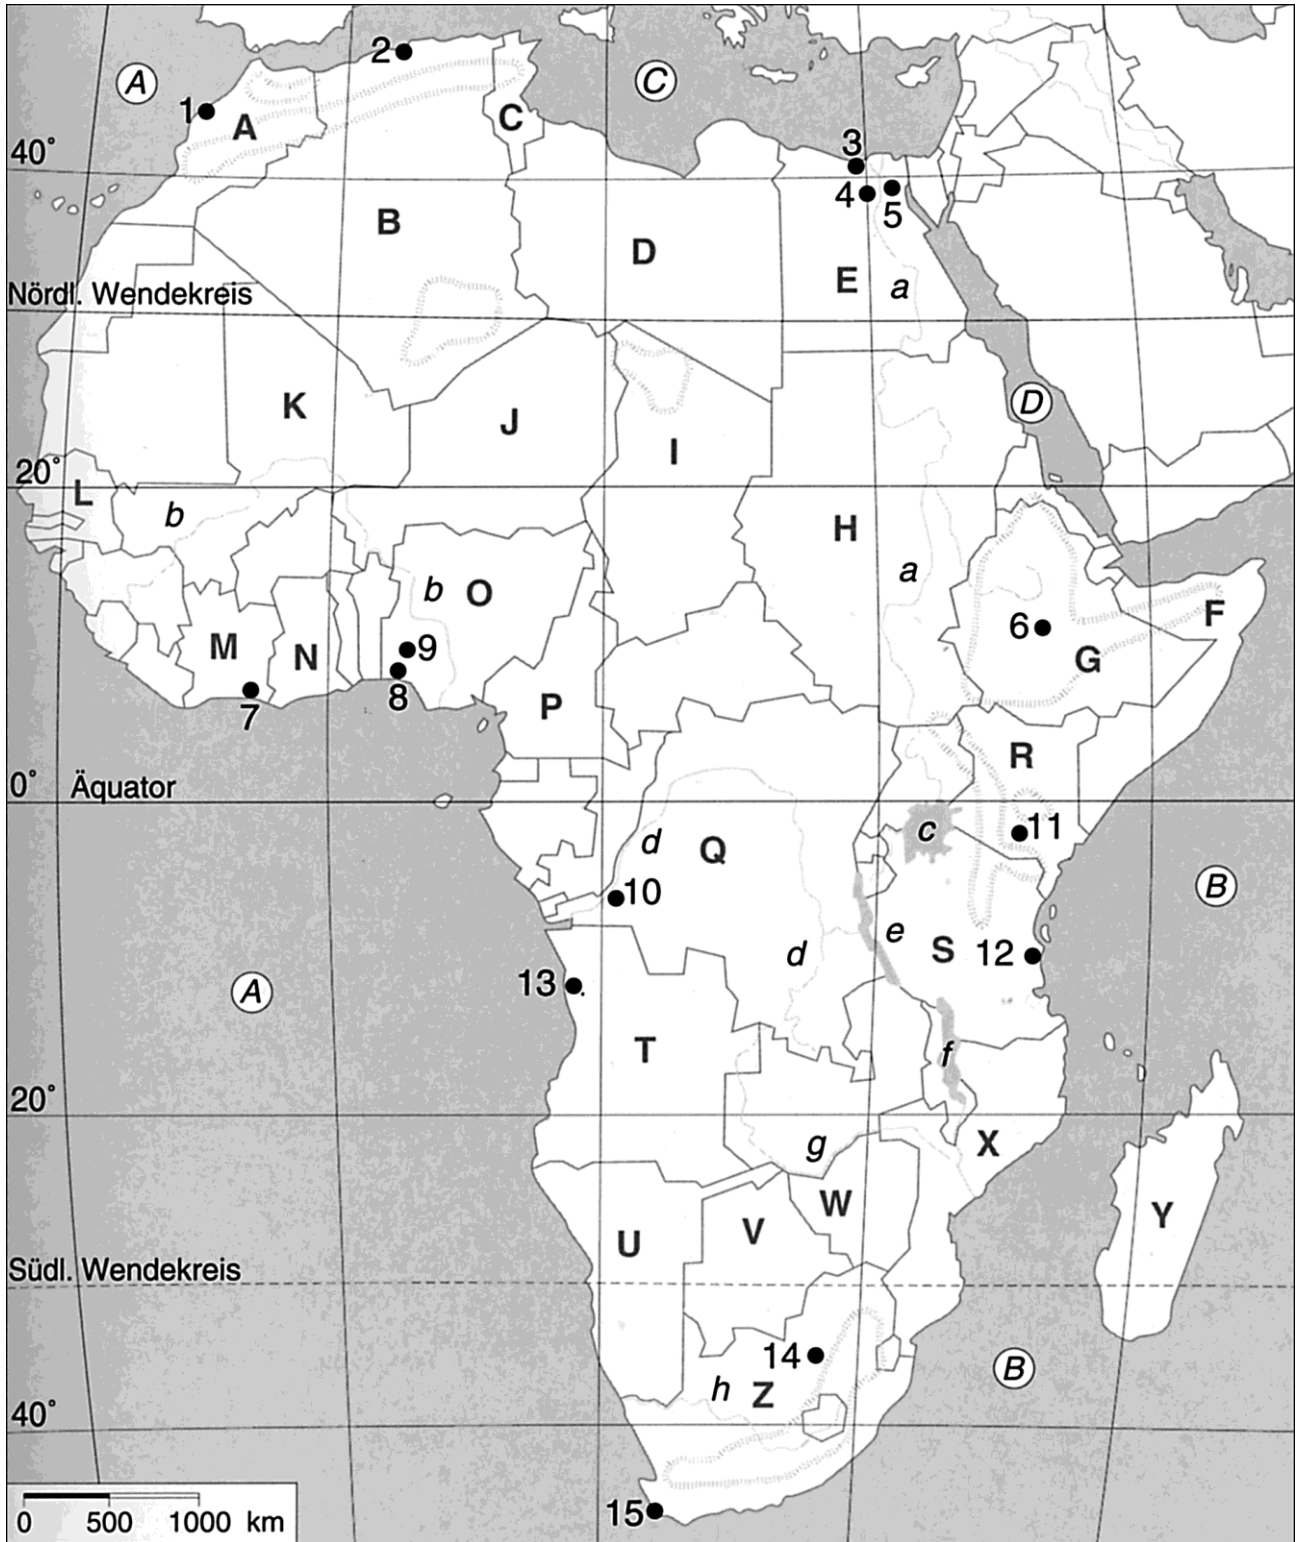 2
A
C
1
A
C
3
40°
4
5
B
D
E
a
Nördl. Wendekreis
D
K
J
I
20°
L
b
H
a
b
O
F
6
M
N
9
G
8
7
P
R
0°
Äquator
c
11
d
Q
10
B
e
d
S
12
13
A
T
f
20°
g
X
W
Y
V
U
Südl. Wendekreis
14
B
h
Z
40°
15
0 500 1000 km